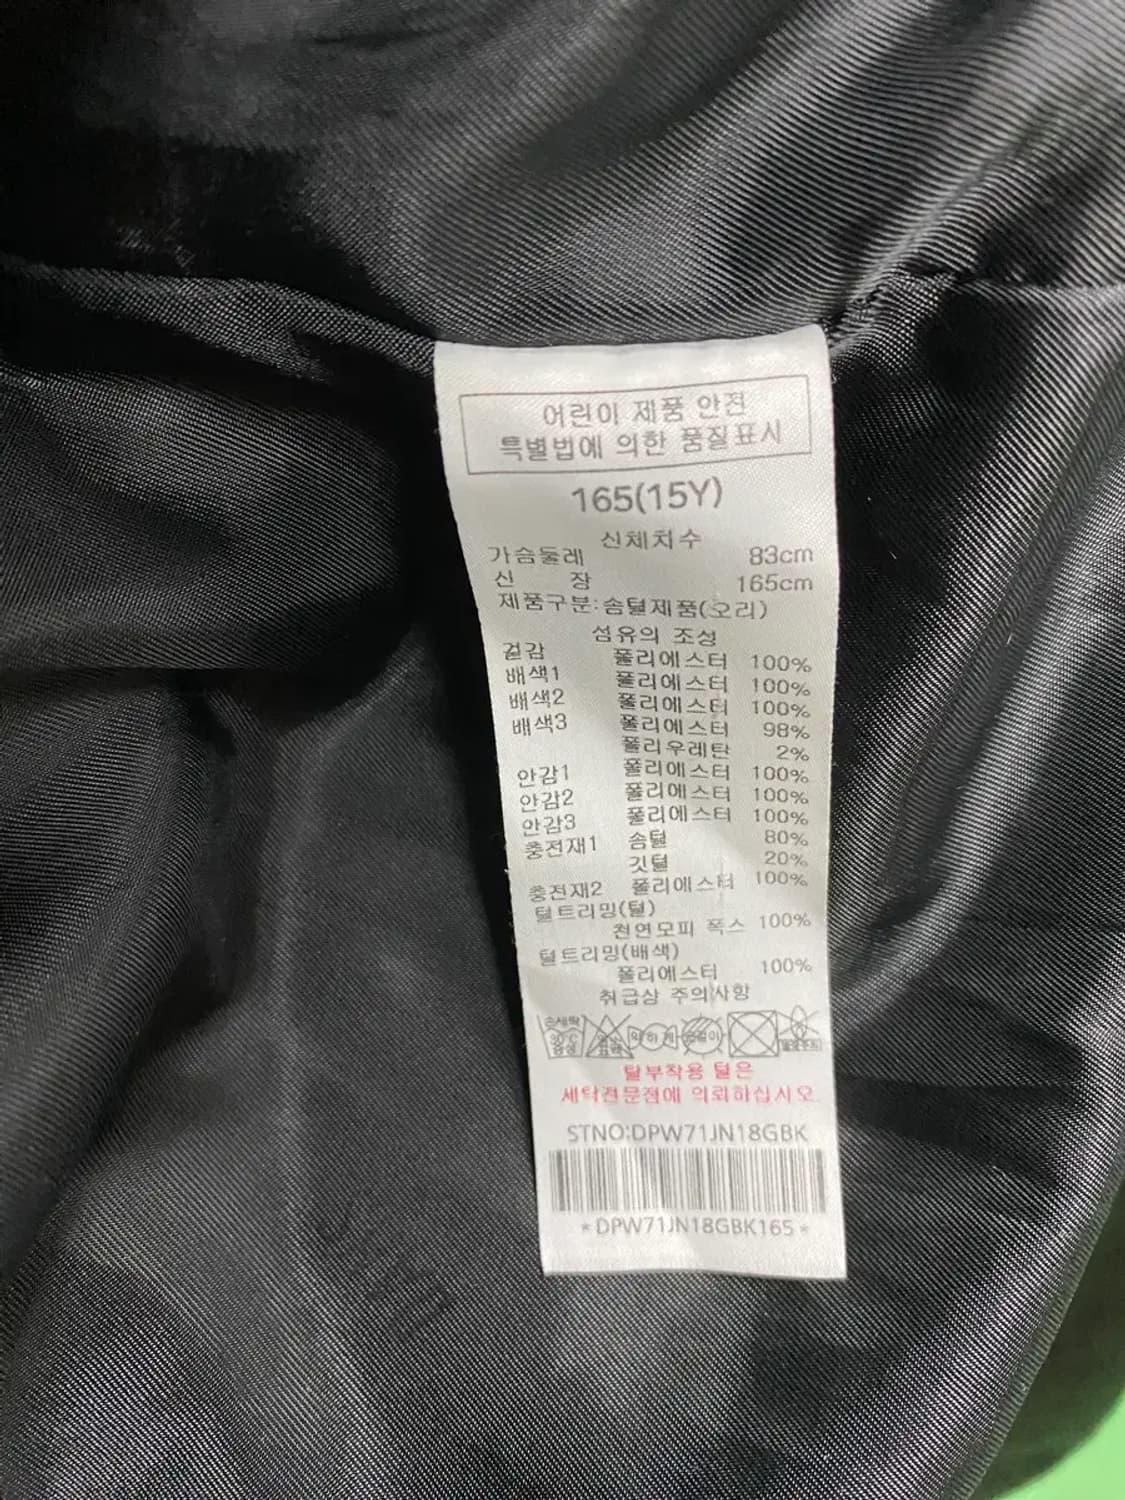 어린이 제품 안전
특별법에 의한 품질표시
165(15Y)
신체치수
가슴둘레 83cm
신 장 165cm
제품구분:솜털제품(오리)
섬유의 조성
겉감 폴리에스터 100%
배색1 폴리에스터 100%
배색2 폴리에스터 100%
배색3 폴리에스터 98%
폴리우레탄 2%
안감1 폴리에스터 100%
안감2 폴리에스터 100%
안감3 폴리에스터 100%
충전재1 솜털 80%
깃털 20%
충전재2 폴리에스터 100%
털트리밍(털)
천연모피 폭스 100%
털트리밍(배색)
폴리에스터 100%
취급상 주의사항
손세탁 약하게
탈부착용 털은
세탁전문점에 의뢰하십시오.
STNO:DPW71JN18GBK
*DPW71JN18GBK165*